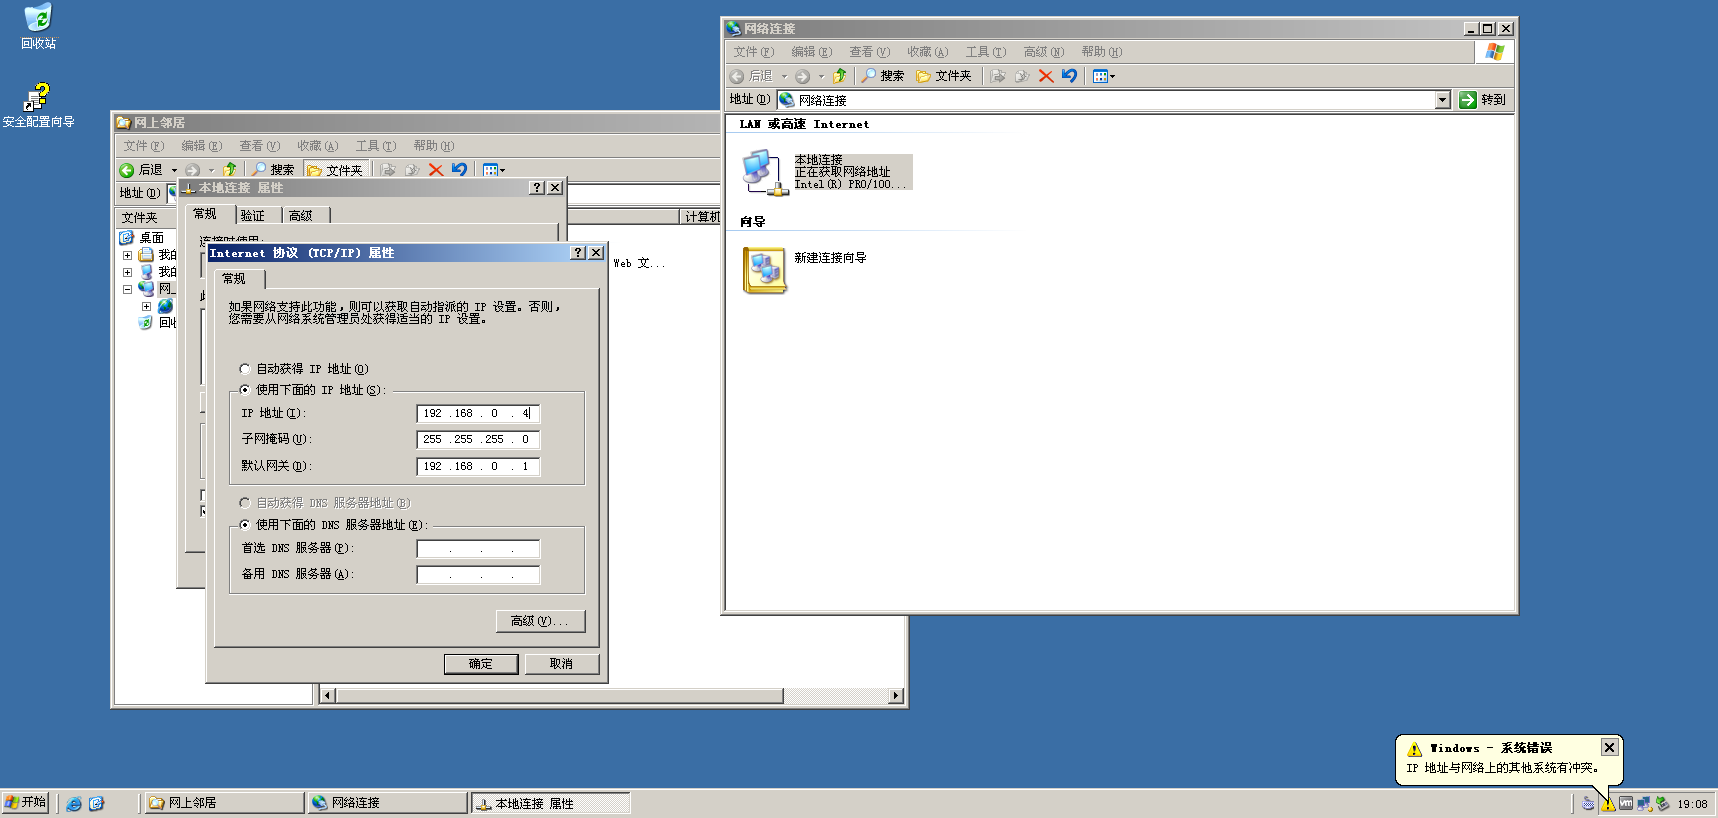 回收站
安全配置向导
网上邻居
文件(F) 编辑(E) 查看(V) 收藏(A) 工具(T) 帮助(H)
后退 搜索 文件夹
地址(D)
文件夹
计算机
桌面
我的
我的
网上
回收
Web 文...
本地连接 属性
常规 验证 高级
连接时使用:
Internet 协议 (TCP/IP) 属性
常规
如果网络支持此功能，则可以获取自动指派的 IP 设置。否则，
您需要从网络系统管理员处获得适当的 IP 设置。
自动获得 IP 地址(O)
使用下面的 IP 地址(S):
IP 地址(I): 192 .168 . 0 . 4
子网掩码(U): 255 .255 .255 . 0
默认网关(D): 192 .168 . 0 . 1
自动获得 DNS 服务器地址(B)
使用下面的 DNS 服务器地址(E):
首选 DNS 服务器(P): . . .
备用 DNS 服务器(A): . . .
高级(V)...
确定 取消
网络连接
文件(F) 编辑(E) 查看(V) 收藏(A) 工具(T) 高级(N) 帮助(H)
后退 搜索 文件夹
地址(D) 网络连接 转到
LAN 或高速 Internet
本地连接
正在获取网络地址
Intel(R) PRO/100...
向导
新建连接向导
Windows - 系统错误
IP 地址与网络上的其他系统有冲突。
开始 网上邻居 网络连接 本地连接 属性 vm 19:08